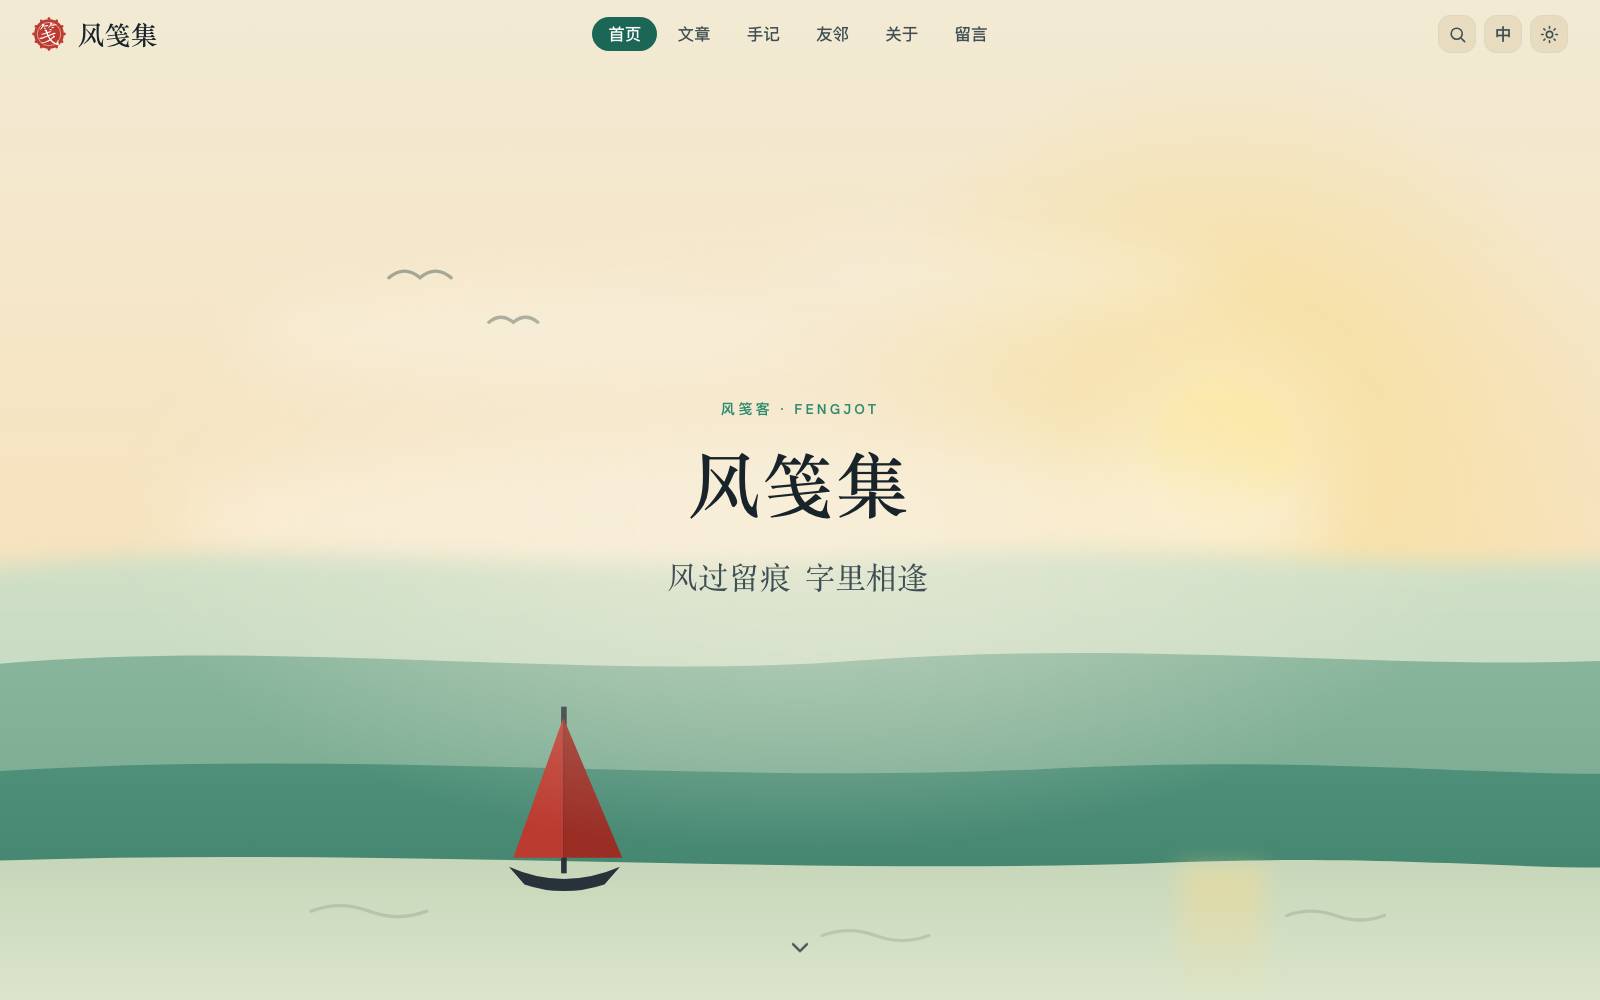 笺 风笺集
首页 文章 手记 友邻 关于 留言
中
风笺客 · FENGJOT
风笺集
风过留痕 字里相逢